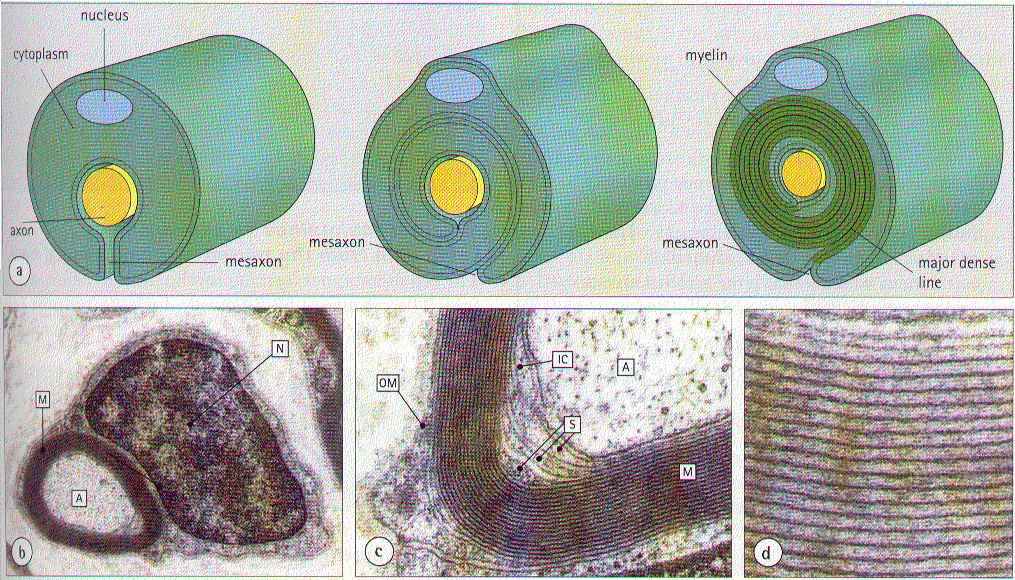 nucleus
cytoplasm
axon
mesaxon
a
mesaxon
myelin
mesaxon
major dense
line
M
N
A
b
OM
IC
A
S
M
c
d